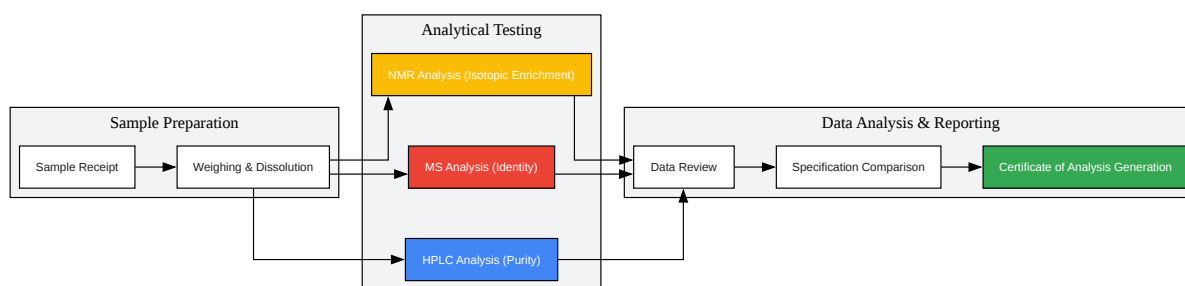 Analytical Testing
NMR Analysis (Isotopic Enrichment)
Sample Preparation
Data Analysis & Reporting
Sample Receipt
Weighing & Dissolution
MS Analysis (Identity)
Data Review
Specification Comparison
Certificate of Analysis Generation
HPLC Analysis (Purity)